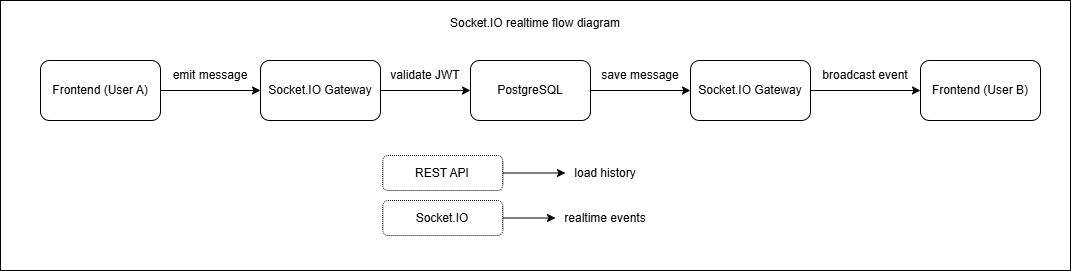 Socket.IO realtime flow diagram
emit message
validate JWT
save message
broadcast event
Frontend (User A)
Socket.IO Gateway
PostgreSQL
Socket.IO Gateway
Frontend (User B)
REST API
load history
Socket.IO
realtime events